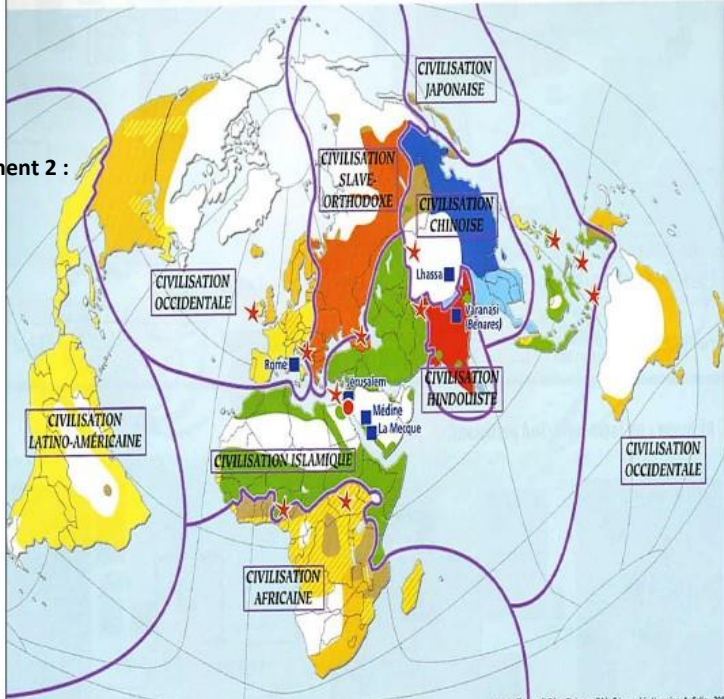 CIVILISATION
JAPONAISE
ment 2 :
CIVILISATION
SLAVE-
ORTHODOXE
CIVILISATION
CHINOISE
Lhassa
CIVILISATION
OCCIDENTALE
Varanasi
(Bénarès)
Rome
CIVILISATION
HINDOUISTE
Jérusalem
Médine
La Mecque
CIVILISATION
LATINO-AMÉRICAINE
CIVILISATION ISLAMIQUE
CIVILISATION
OCCIDENTALE
CIVILISATION
AFRICAINE